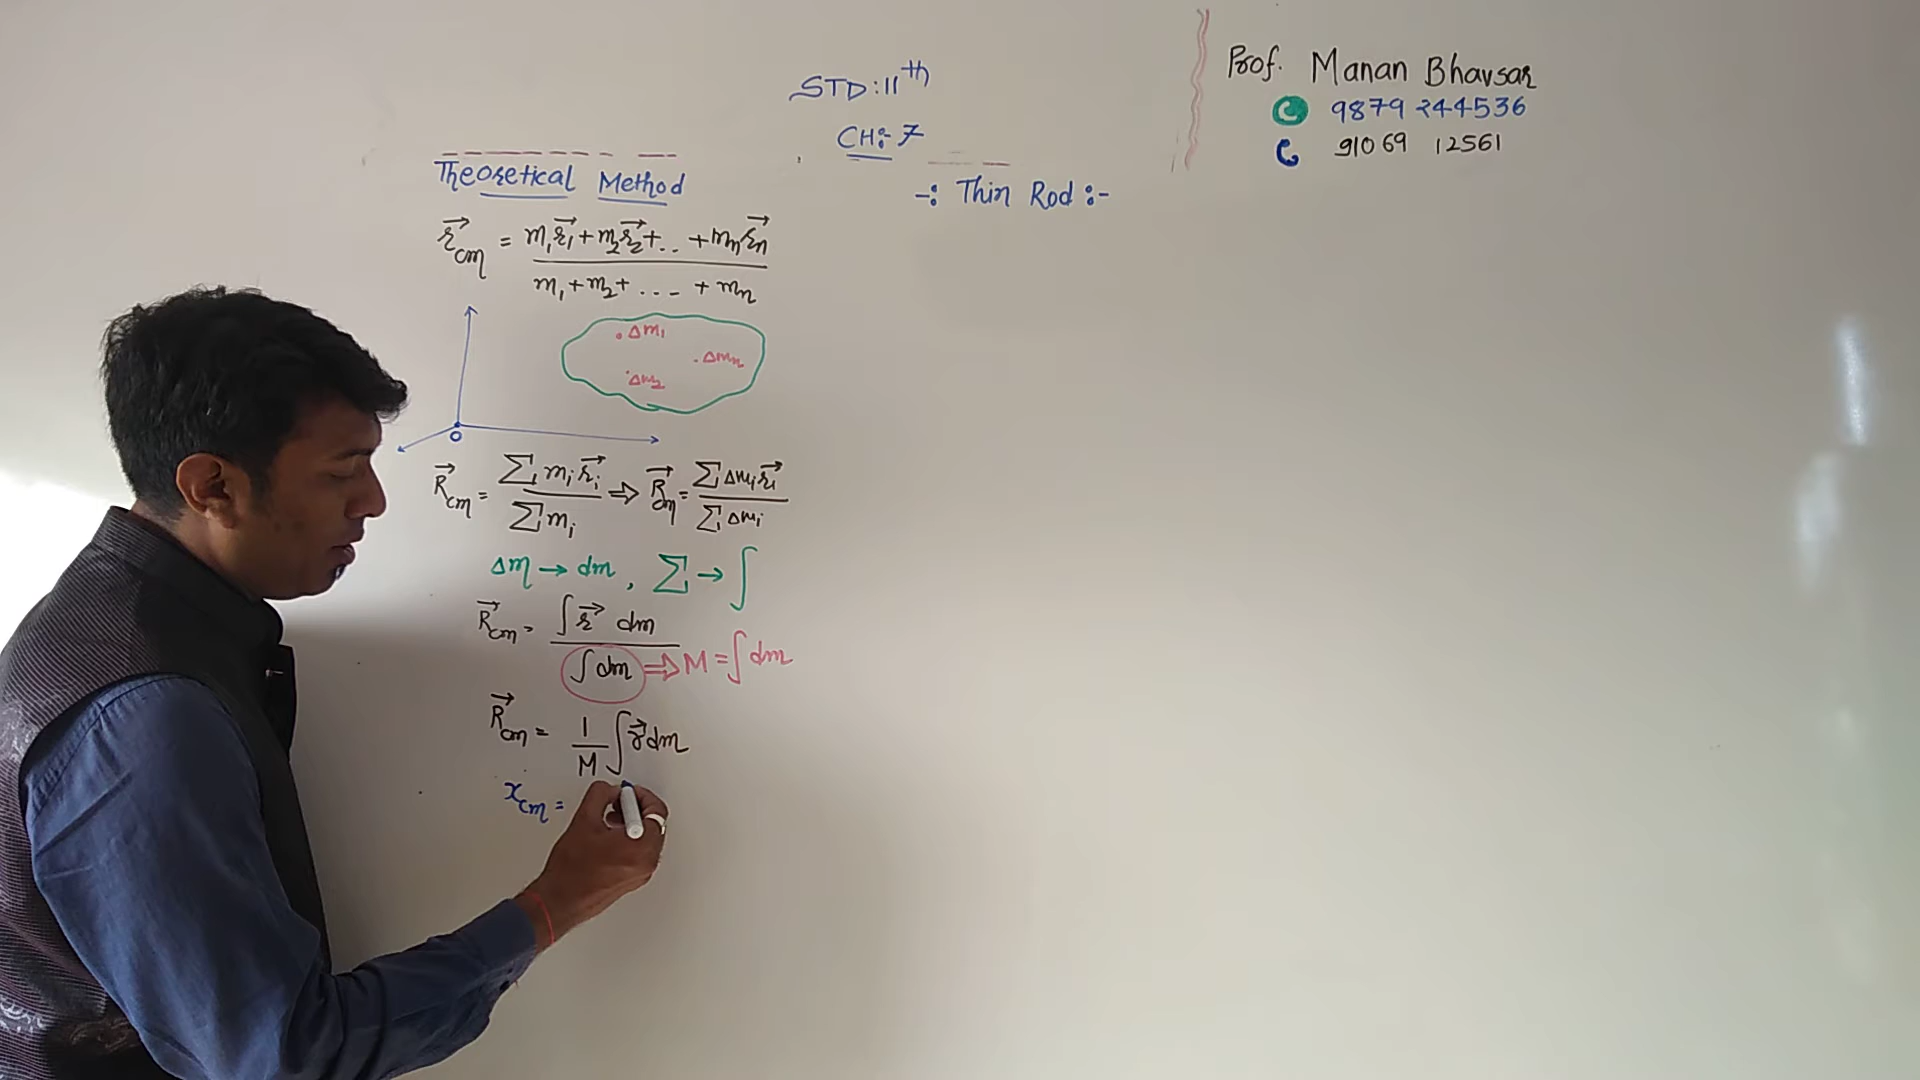 STD:11th
CH:- 7
Prof. Manan Bhavsar
9879 244536
91069 12561
Theoretical Method
r⃗cm = m₁r⃗₁+m₂r⃗₂+.. +mₙr⃗ₙ / m₁+m₂+ .... + mₙ
.Δm₁
.Δmₙ
.Δm₂
O
R⃗cm = Σ mᵢr⃗ᵢ / Σ mᵢ ⇒ R⃗cm = Σ Δmᵢr⃗ᵢ / Σ Δmᵢ
Δm → dm , Σ → ∫
R⃗cm = ∫ r⃗ dm / ∫ dm ⇒ M = ∫ dm
R⃗cm = 1/M ∫ r⃗ dm
xcm =
-: Thin Rod :-